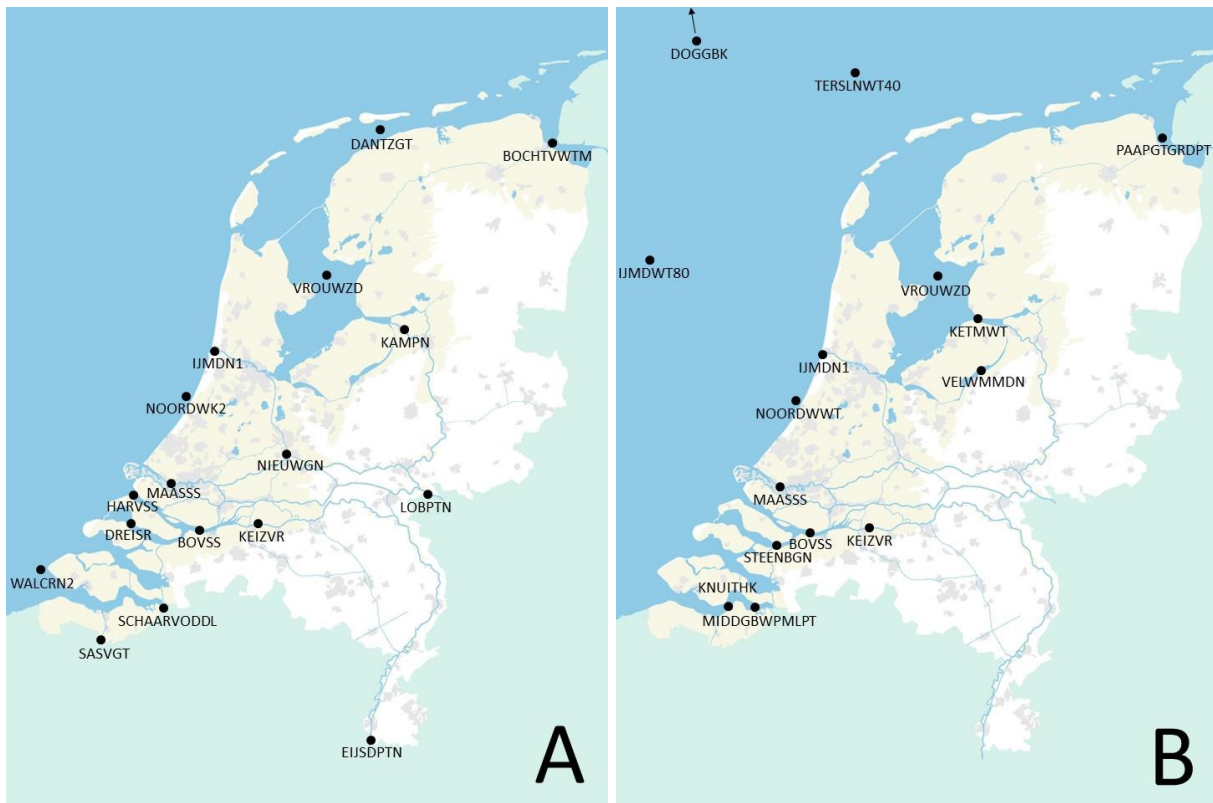 DANTZGT
BOCHTVWTM
VROUWZD
KAMPN
IJMDN1
NOORDWK2
NIEUWGN
MAASSS
HARVSS
LOBPTN
DREISR
BOVSS
KEIZVR
WALCRN2
SCHAARVODDL
SASVGT
EIJSDPTN
A
DOGGBK
TERSLNWT40
PAAPGTGRDPT
IJMDWT80
VROUWZD
KETMWT
IJMDN1
VELWMMDN
NOORDWWT
MAASSS
BOVSS
KEIZVR
STEENBGN
KNUITHK
MIDDGBWPMLPT
B